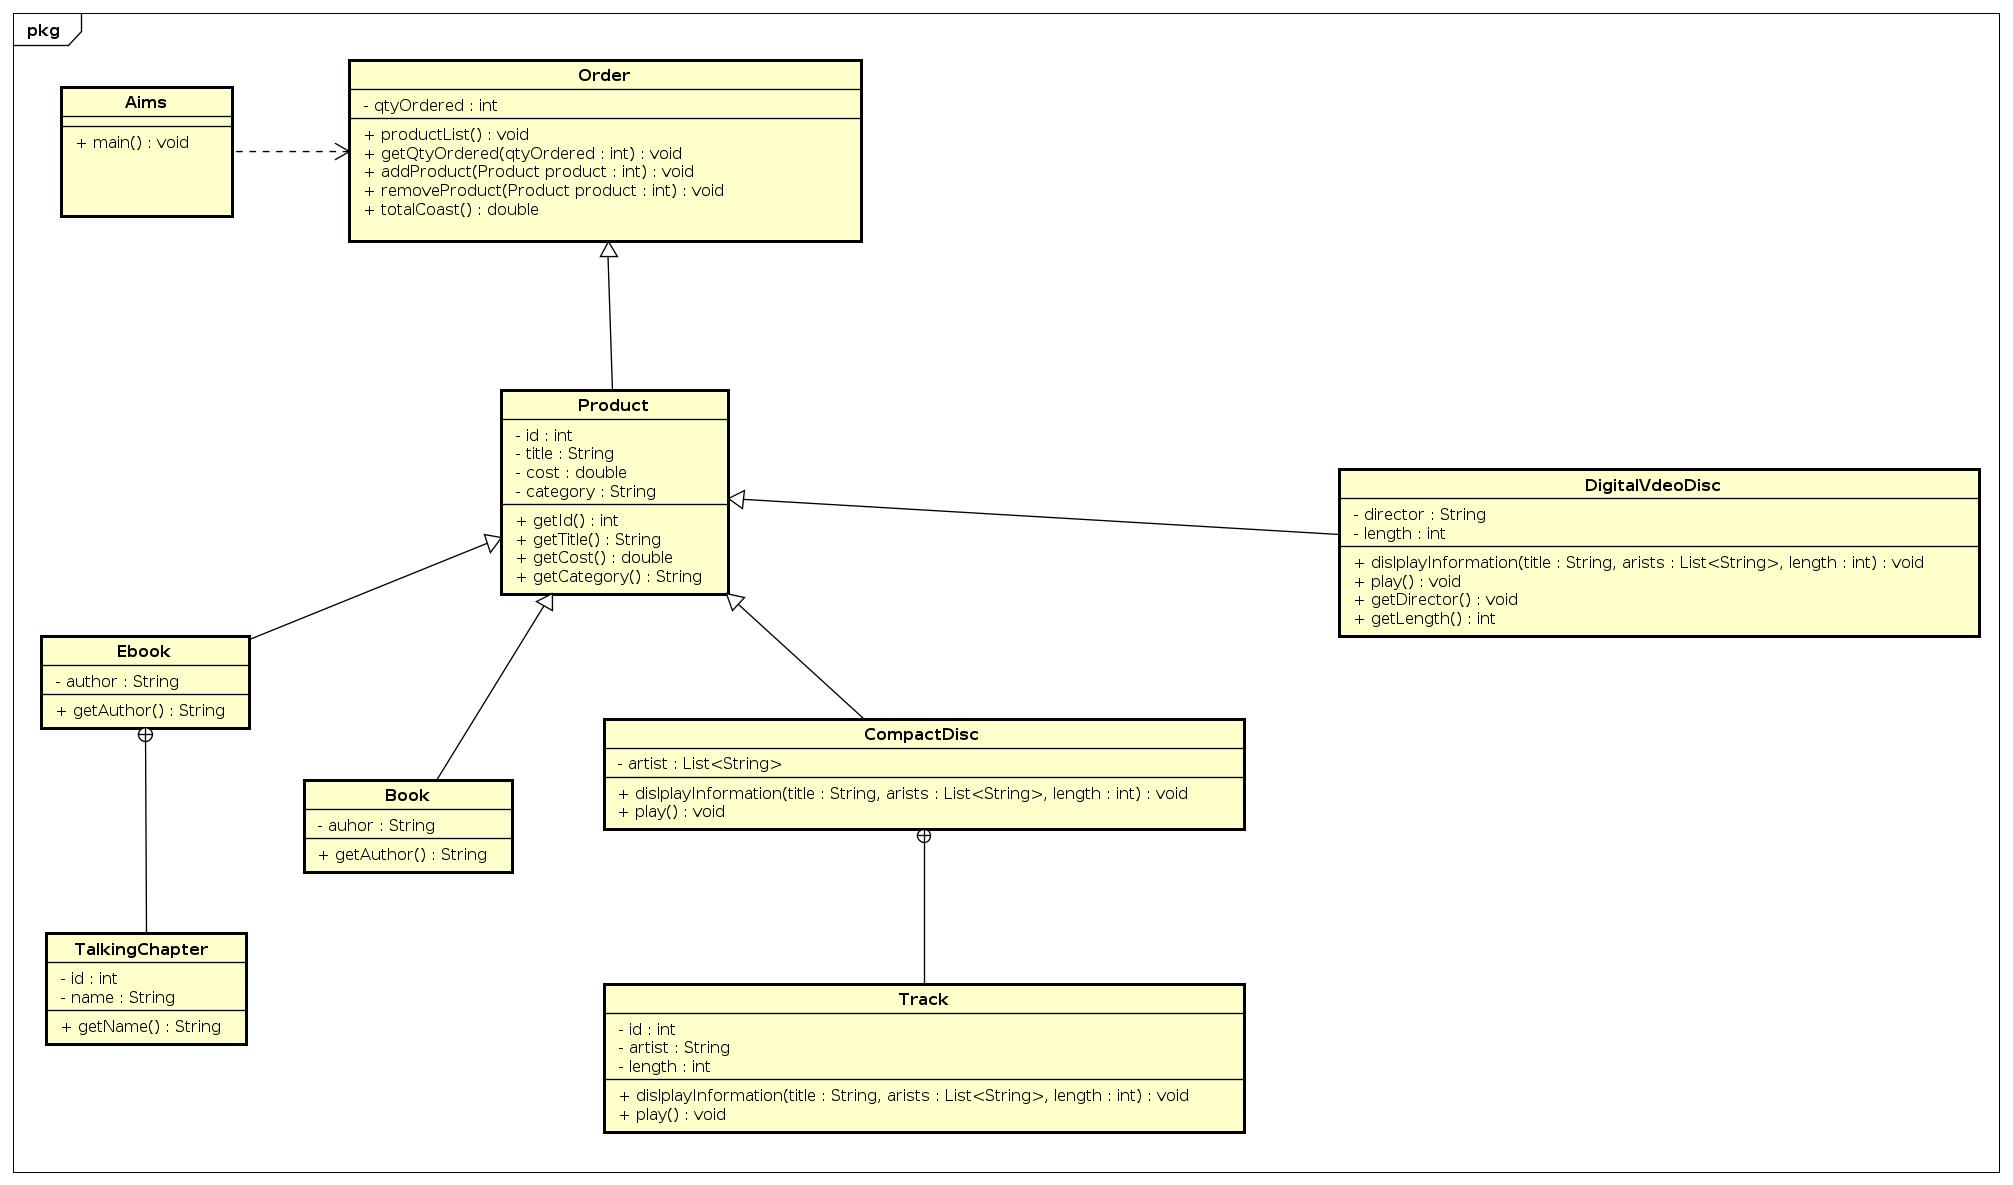 pkg
Aims
+ main() : void
Order
- qtyOrdered : int
+ productList() : void
+ getQtyOrdered(qtyOrdered : int) : void
+ addProduct(Product product : int) : void
+ removeProduct(Product product : int) : void
+ totalCoast() : double
Product
- id : int
- title : String
- cost : double
- category : String
+ getId() : int
+ getTitle() : String
+ getCost() : double
+ getCategory() : String
DigitalVdeoDisc
- director : String
- length : int
+ dislplayInformation(title : String, arists : List<String>, length : int) : void
+ play() : void
+ getDirector() : void
+ getLength() : int
Ebook
- author : String
+ getAuthor() : String
Book
- auhor : String
+ getAuthor() : String
CompactDisc
- artist : List<String>
+ dislplayInformation(title : String, arists : List<String>, length : int) : void
+ play() : void
TalkingChapter
- id : int
- name : String
+ getName() : String
Track
- id : int
- artist : String
- length : int
+ dislplayInformation(title : String, arists : List<String>, length : int) : void
+ play() : void